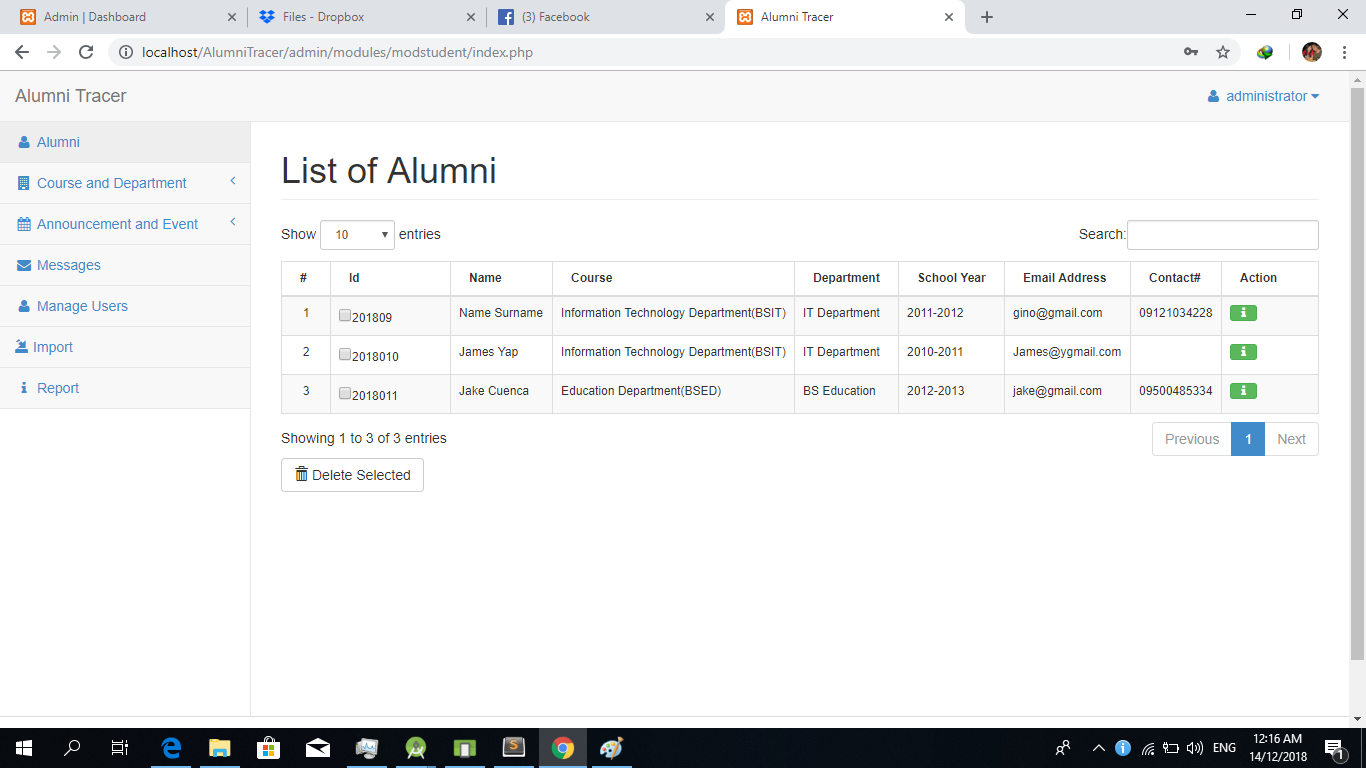 Admin | Dashboard
Files - Dropbox
(3) Facebook
Alumni Tracer
localhost/AlumniTracer/admin/modules/modstudent/index.php
Alumni Tracer
administrator
Alumni
Course and Department
Announcement and Event
Messages
Manage Users
Import
Report
List of Alumni
Show 10 entries
Search:
# Id Name Course Department School Year Email Address Contact# Action
1 201809 Name Surname Information Technology Department(BSIT) IT Department 2011-2012 gino@gmail.com 09121034228
2 2018010 James Yap Information Technology Department(BSIT) IT Department 2010-2011 James@ygmail.com
3 2018011 Jake Cuenca Education Department(BSED) BS Education 2012-2013 jake@gmail.com 09500485334
Showing 1 to 3 of 3 entries
Previous 1 Next
Delete Selected
ENG
12:16 AM
14/12/2018
1